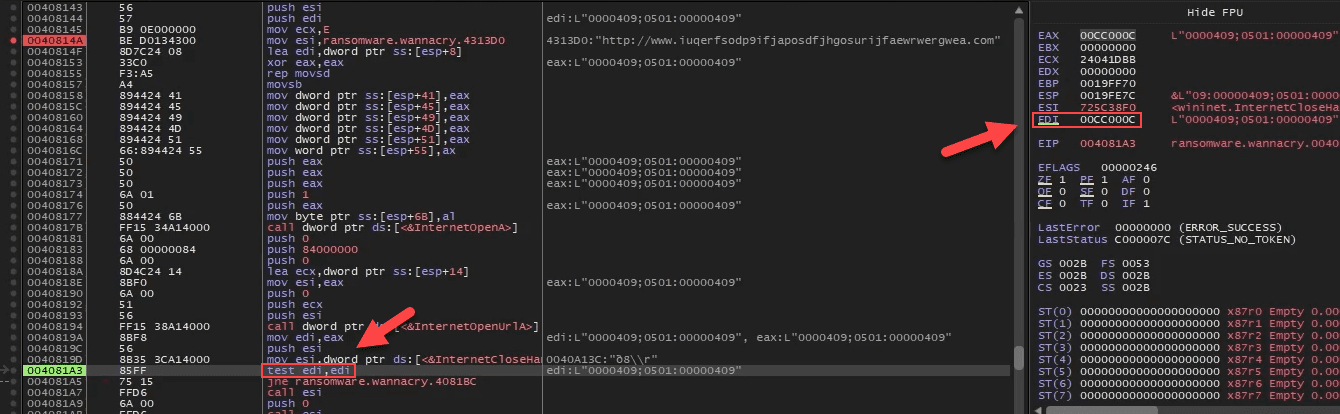 00408143 56 push esi
00408144 57 push edi edi:L"0000409;0501:00000409"
00408145 B9 0E000000 mov ecx,E
0040814A BE D0134300 mov esi,ransomware.wannacry.4313D0 4313D0:"http://www.iuqerfsodp9ifjaposdfjhgosurijfaewrwergwea.com"
0040814F 8D7C24 08 lea edi,dword ptr ss:[esp+8]
00408153 33C0 xor eax,eax eax:L"0000409;0501:00000409"
00408155 F3:A5 rep movsd
00408157 A4 movsb
00408158 894424 41 mov dword ptr ss:[esp+41],eax
0040815C 894424 45 mov dword ptr ss:[esp+45],eax
00408160 894424 49 mov dword ptr ss:[esp+49],eax
00408164 894424 4D mov dword ptr ss:[esp+4D],eax
00408168 894424 51 mov dword ptr ss:[esp+51],eax
0040816C 66:894424 55 mov word ptr ss:[esp+55],ax
00408171 50 push eax eax:L"0000409;0501:00000409"
00408172 50 push eax eax:L"0000409;0501:00000409"
00408173 50 push eax eax:L"0000409;0501:00000409"
00408174 6A 01 push 1
00408176 50 push eax eax:L"0000409;0501:00000409"
00408177 884424 6B mov byte ptr ss:[esp+6B],al
0040817B FF15 34A14000 call dword ptr ds:[<&InternetOpenA>]
00408181 6A 00 push 0
00408183 68 00000084 push 84000000
00408188 6A 00 push 0
0040818A 8D4C24 14 lea ecx,dword ptr ss:[esp+14]
0040818E 8BF0 mov esi,eax eax:L"0000409;0501:00000409"
00408190 6A 00 push 0
00408192 51 push ecx
00408193 56 push esi
00408194 FF15 38A14000 call dword ptr ds:[<&InternetOpenUrlA>]
0040819A 8BF8 mov edi,eax edi:L"0000409;0501:00000409", eax:L"0000409;0501:00000409"
0040819C 56 push esi
0040819D 8B35 3CA14000 mov esi,dword ptr ds:[<&InternetCloseHan 0040A13C:"ð8\\r"
004081A3 85FF test edi,edi edi:L"0000409;0501:00000409"
004081A5 75 15 jne ransomware.wannacry.4081BC
004081A7 FFD6 call esi
004081A9 6A 00 push 0
004081AB FFD6 call esi
Hide FPU
EAX 00CC000C L"0000409;0501:00000409"
EBX 00000000
ECX 24041DBB
EDX 00000000
EBP 0019FF70
ESP 0019FE7C &L"09:00000409;0501:00000409"
ESI 725C38F0 <wininet.InternetCloseHa
EDI 00CC000C L"0000409;0501:00000409"
EIP 004081A3 ransomware.wannacry.0040
EFLAGS 00000246
ZF 1 PF 1 AF 0
OF 0 SF 0 DF 0
CF 0 TF 0 IF 1
LastError 00000000 (ERROR_SUCCESS)
LastStatus C000007C (STATUS_NO_TOKEN)
GS 002B FS 0053
ES 002B DS 002B
CS 0023 SS 002B
ST(0) 00000000000000000000 x87r0 Empty 0.00
ST(1) 00000000000000000000 x87r1 Empty 0.00
ST(2) 00000000000000000000 x87r2 Empty 0.00
ST(3) 00000000000000000000 x87r3 Empty 0.00
ST(4) 00000000000000000000 x87r4 Empty 0.00
ST(5) 00000000000000000000 x87r5 Empty 0.00
ST(6) 00000000000000000000 x87r6 Empty 0.00
ST(7) 00000000000000000000 x87r7 Empty 0.00